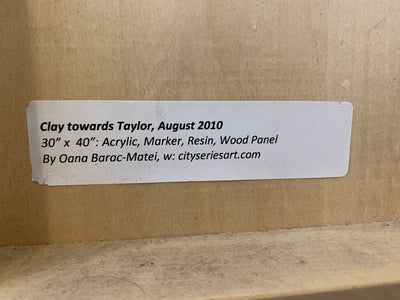 Clay towards Taylor, August 2010
30” x 40”: Acrylic, Marker, Resin, Wood Panel
By Oana Barac-Matei, w: cityseriesart.com